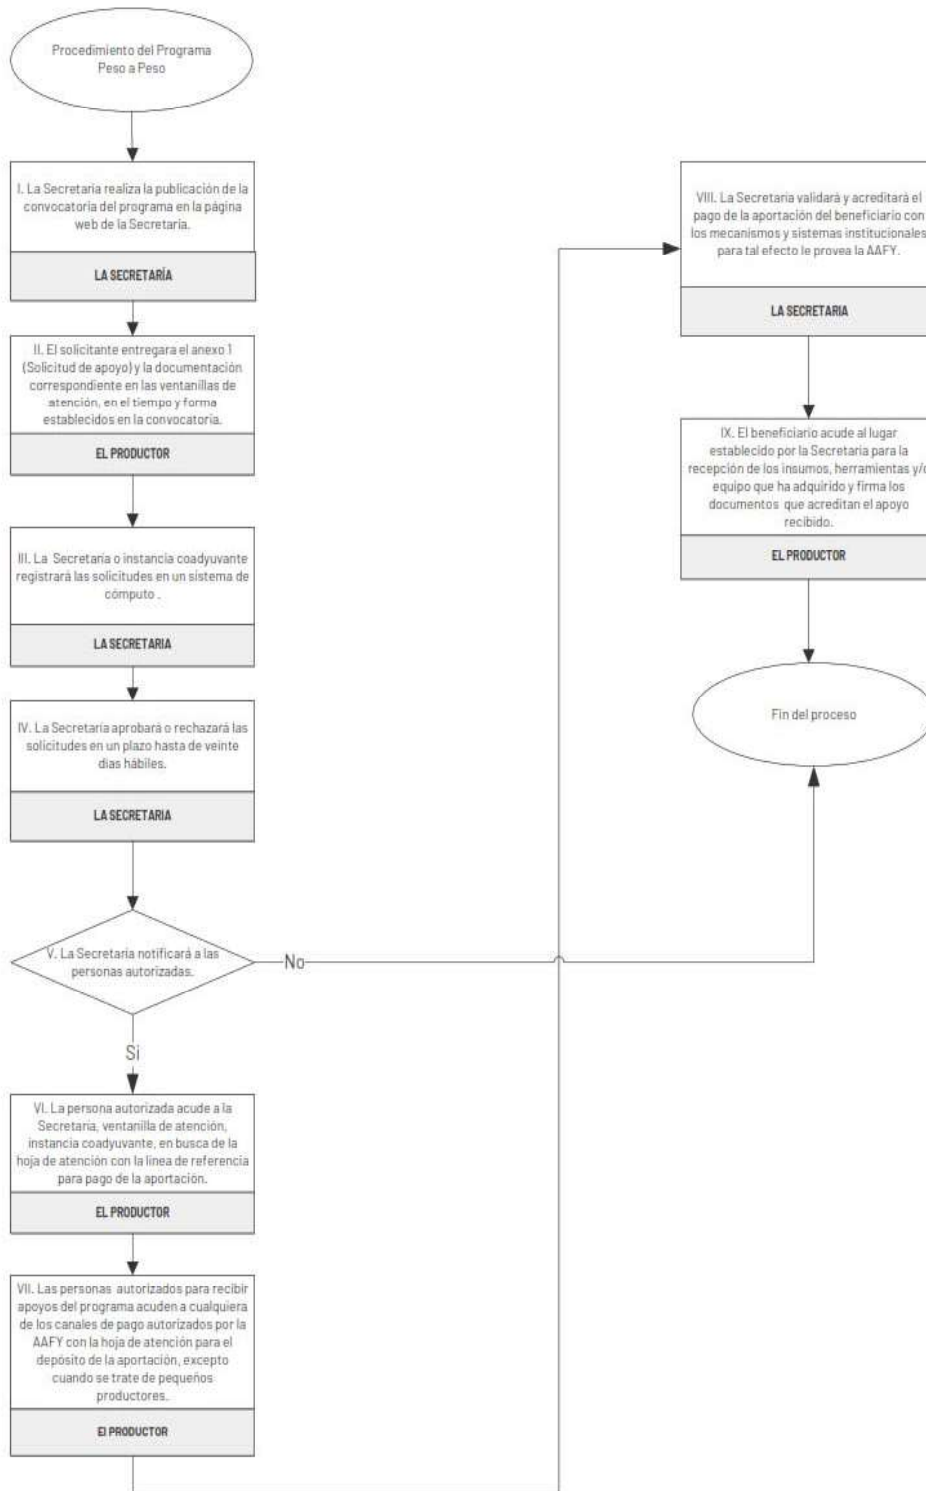 Procedimiento del Programa
Peso a Peso
I. La Secretaría realiza la publicación de la
convocatoria del programa en la página
web de la Secretaría.
LA SECRETARÍA
II. El solicitante entregara el anexo 1
(Solicitud de apoyo) y la documentación
correspondiente en las ventanillas de
atención, en el tiempo y forma
establecidos en la convocatoria.
EL PRODUCTOR
III. La Secretaría o instancia coadyuvante
registrará las solicitudes en un sistema de
cómputo .
LA SECRETARIA
IV. La Secretaría aprobará o rechazará las
solicitudes en un plazo hasta de veinte
días hábiles.
LA SECRETARIA
V. La Secretaría notificará a las
personas autorizadas.
No
Si
VI. La persona autorizada acude a la
Secretaría, ventanilla de atención,
instancia coadyuvante, en busca de la
hoja de atención con la línea de referencia
para pago de la aportación.
EL PRODUCTOR
VII. Las personas autorizados para recibir
apoyos del programa acuden a cualquiera
de los canales de pago autorizados por la
AAFY con la hoja de atención para el
depósito de la aportación, excepto
cuando se trate de pequeños
productores.
El PRODUCTOR
VIII. La Secretaría validará y acreditará el
pago de la aportación del beneficiario con
los mecanismos y sistemas institucionales
para tal efecto le provea la AAFY.
LA SECRETARIA
IX. El beneficiario acude al lugar
establecido por la Secretaría para la
recepción de los insumos, herramientas
equipo que ha adquirido y firma los
documentos que acreditan el apoyo
recibido.
EL PRODUCTOR
Fin del proceso